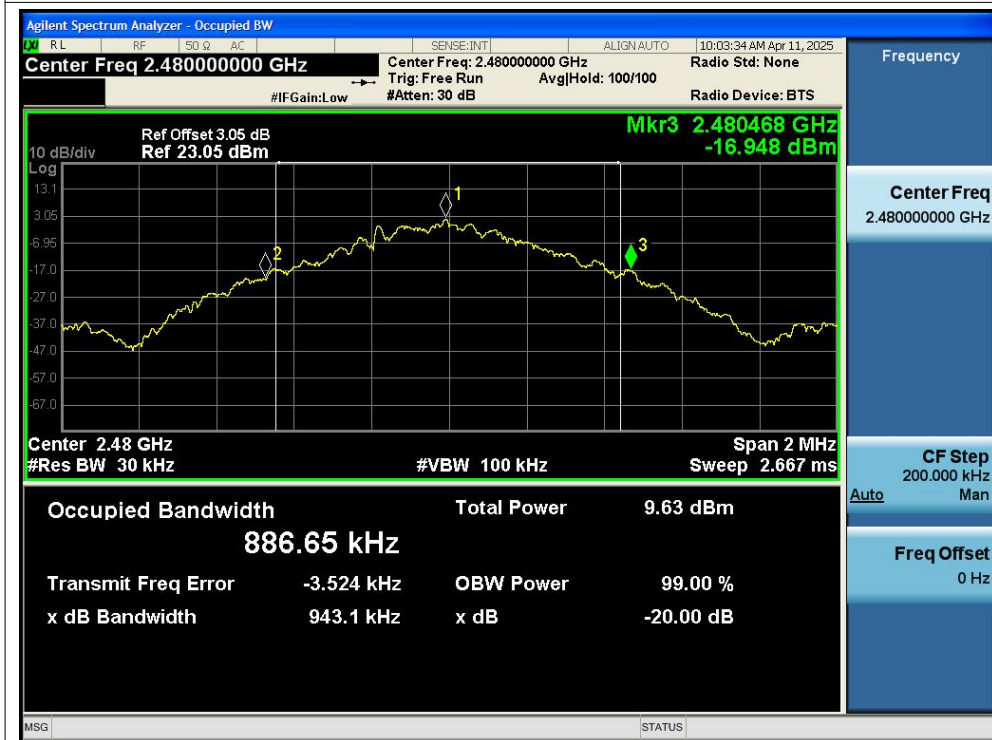 Agilent Spectrum Analyzer - Occupied BW
LXI RL RF 50 Ω AC SENSE:INT ALIGN AUTO 10:03:34 AM Apr 11, 2025
Center Freq 2.480000000 GHz
Center Freq: 2.480000000 GHz
Radio Std: None
Trig: Free Run
Avg|Hold: 100/100
#IFGain:Low
#Atten: 30 dB
Radio Device: BTS
Ref Offset 3.05 dB
Mkr3 2.480468 GHz
10 dB/div
Ref 23.05 dBm
-16.948 dBm
Log
13.1
3.05
-6.95
-17.0
-27.0
-37.0
-47.0
-57.0
-67.0
1
2
3
Center 2.48 GHz
Span 2 MHz
#Res BW 30 kHz
#VBW 100 kHz
Sweep 2.667 ms
Occupied Bandwidth
Total Power 9.63 dBm
886.65 kHz
Transmit Freq Error -3.524 kHz
OBW Power 99.00 %
x dB Bandwidth 943.1 kHz
x dB -20.00 dB
MSG
STATUS
Frequency
Center Freq
2.480000000 GHz
CF Step
200.000 kHz
Auto Man
Freq Offset
0 Hz